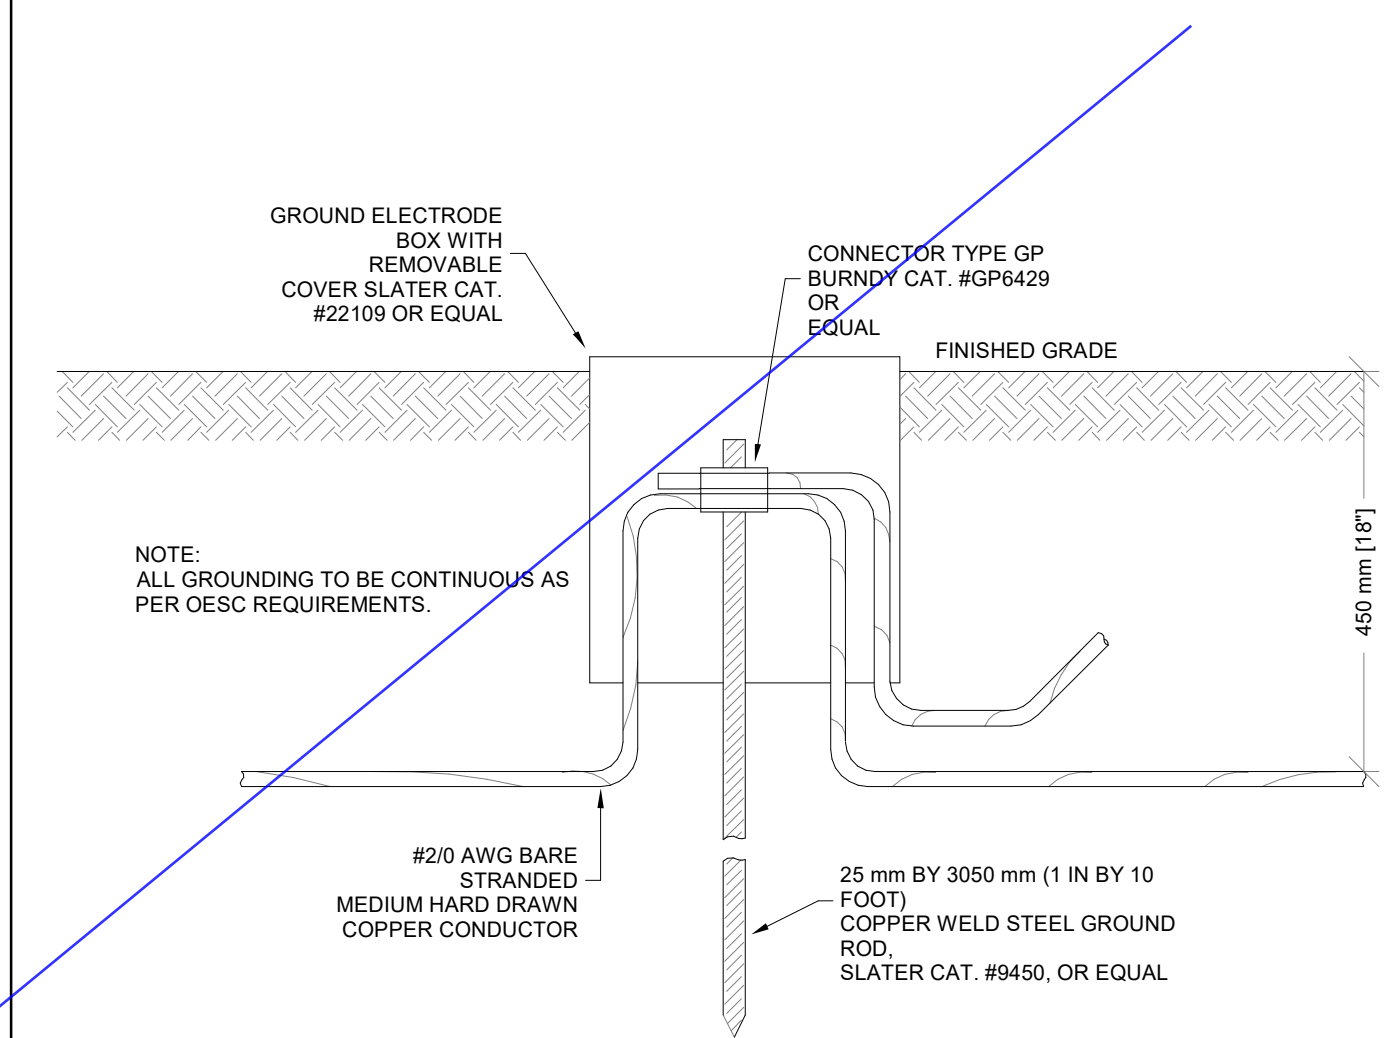 GROUND ELECTRODE
BOX WITH
REMOVABLE
COVER SLATER CAT.
#22109 OR EQUAL
CONNECTOR TYPE GP
BURNDY CAT. #GP6429
OR
EQUAL
FINISHED GRADE
NOTE:
ALL GROUNDING TO BE CONTINUOUS AS
PER OESC REQUIREMENTS.
450 mm [18"]
#2/0 AWG BARE
STRANDED
MEDIUM HARD DRAWN
COPPER CONDUCTOR
25 mm BY 3050 mm (1 IN BY 10
FOOT)
COPPER WELD STEEL GROUND
ROD,
SLATER CAT. #9450, OR EQUAL